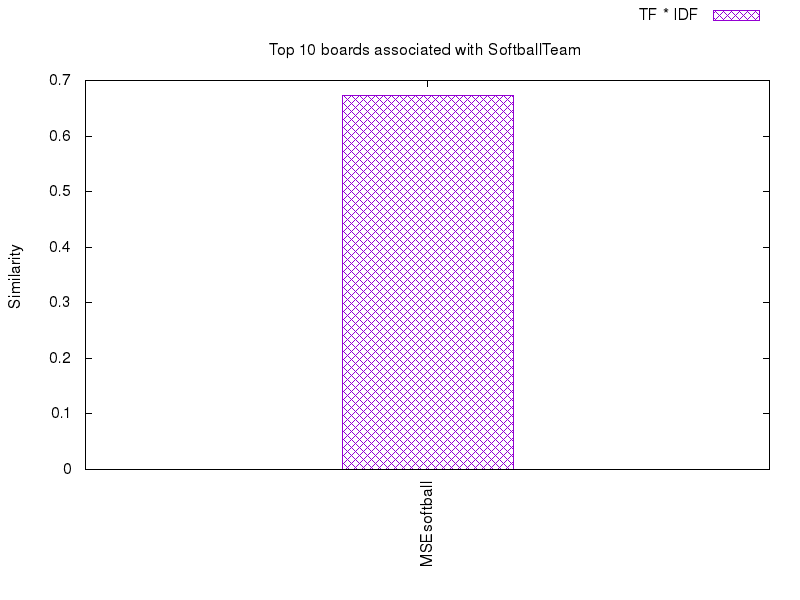 TF * IDF
Top 10 boards associated with SoftballTeam
0.7
0.6
0.5
0.4
0.3
0.2
0.1
0
Similarity
MSEsoftball